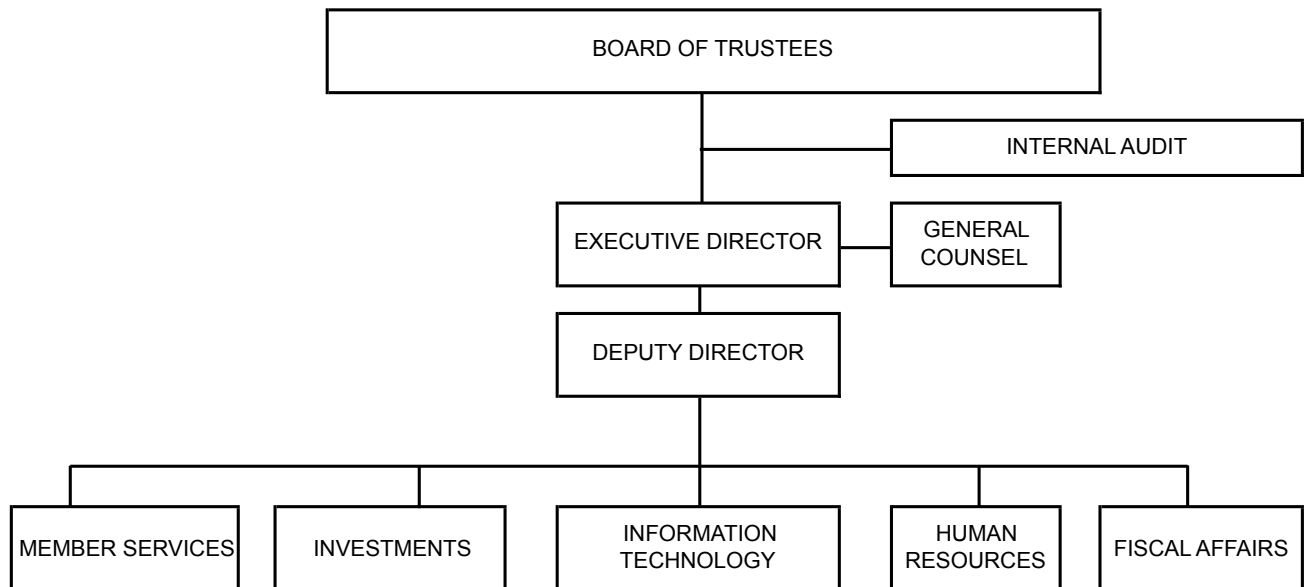 BOARD OF TRUSTEES
INTERNAL AUDIT
EXECUTIVE DIRECTOR
GENERAL
COUNSEL
DEPUTY DIRECTOR
MEMBER SERVICES
INVESTMENTS
INFORMATION
TECHNOLOGY
HUMAN
RESOURCES
FISCAL AFFAIRS